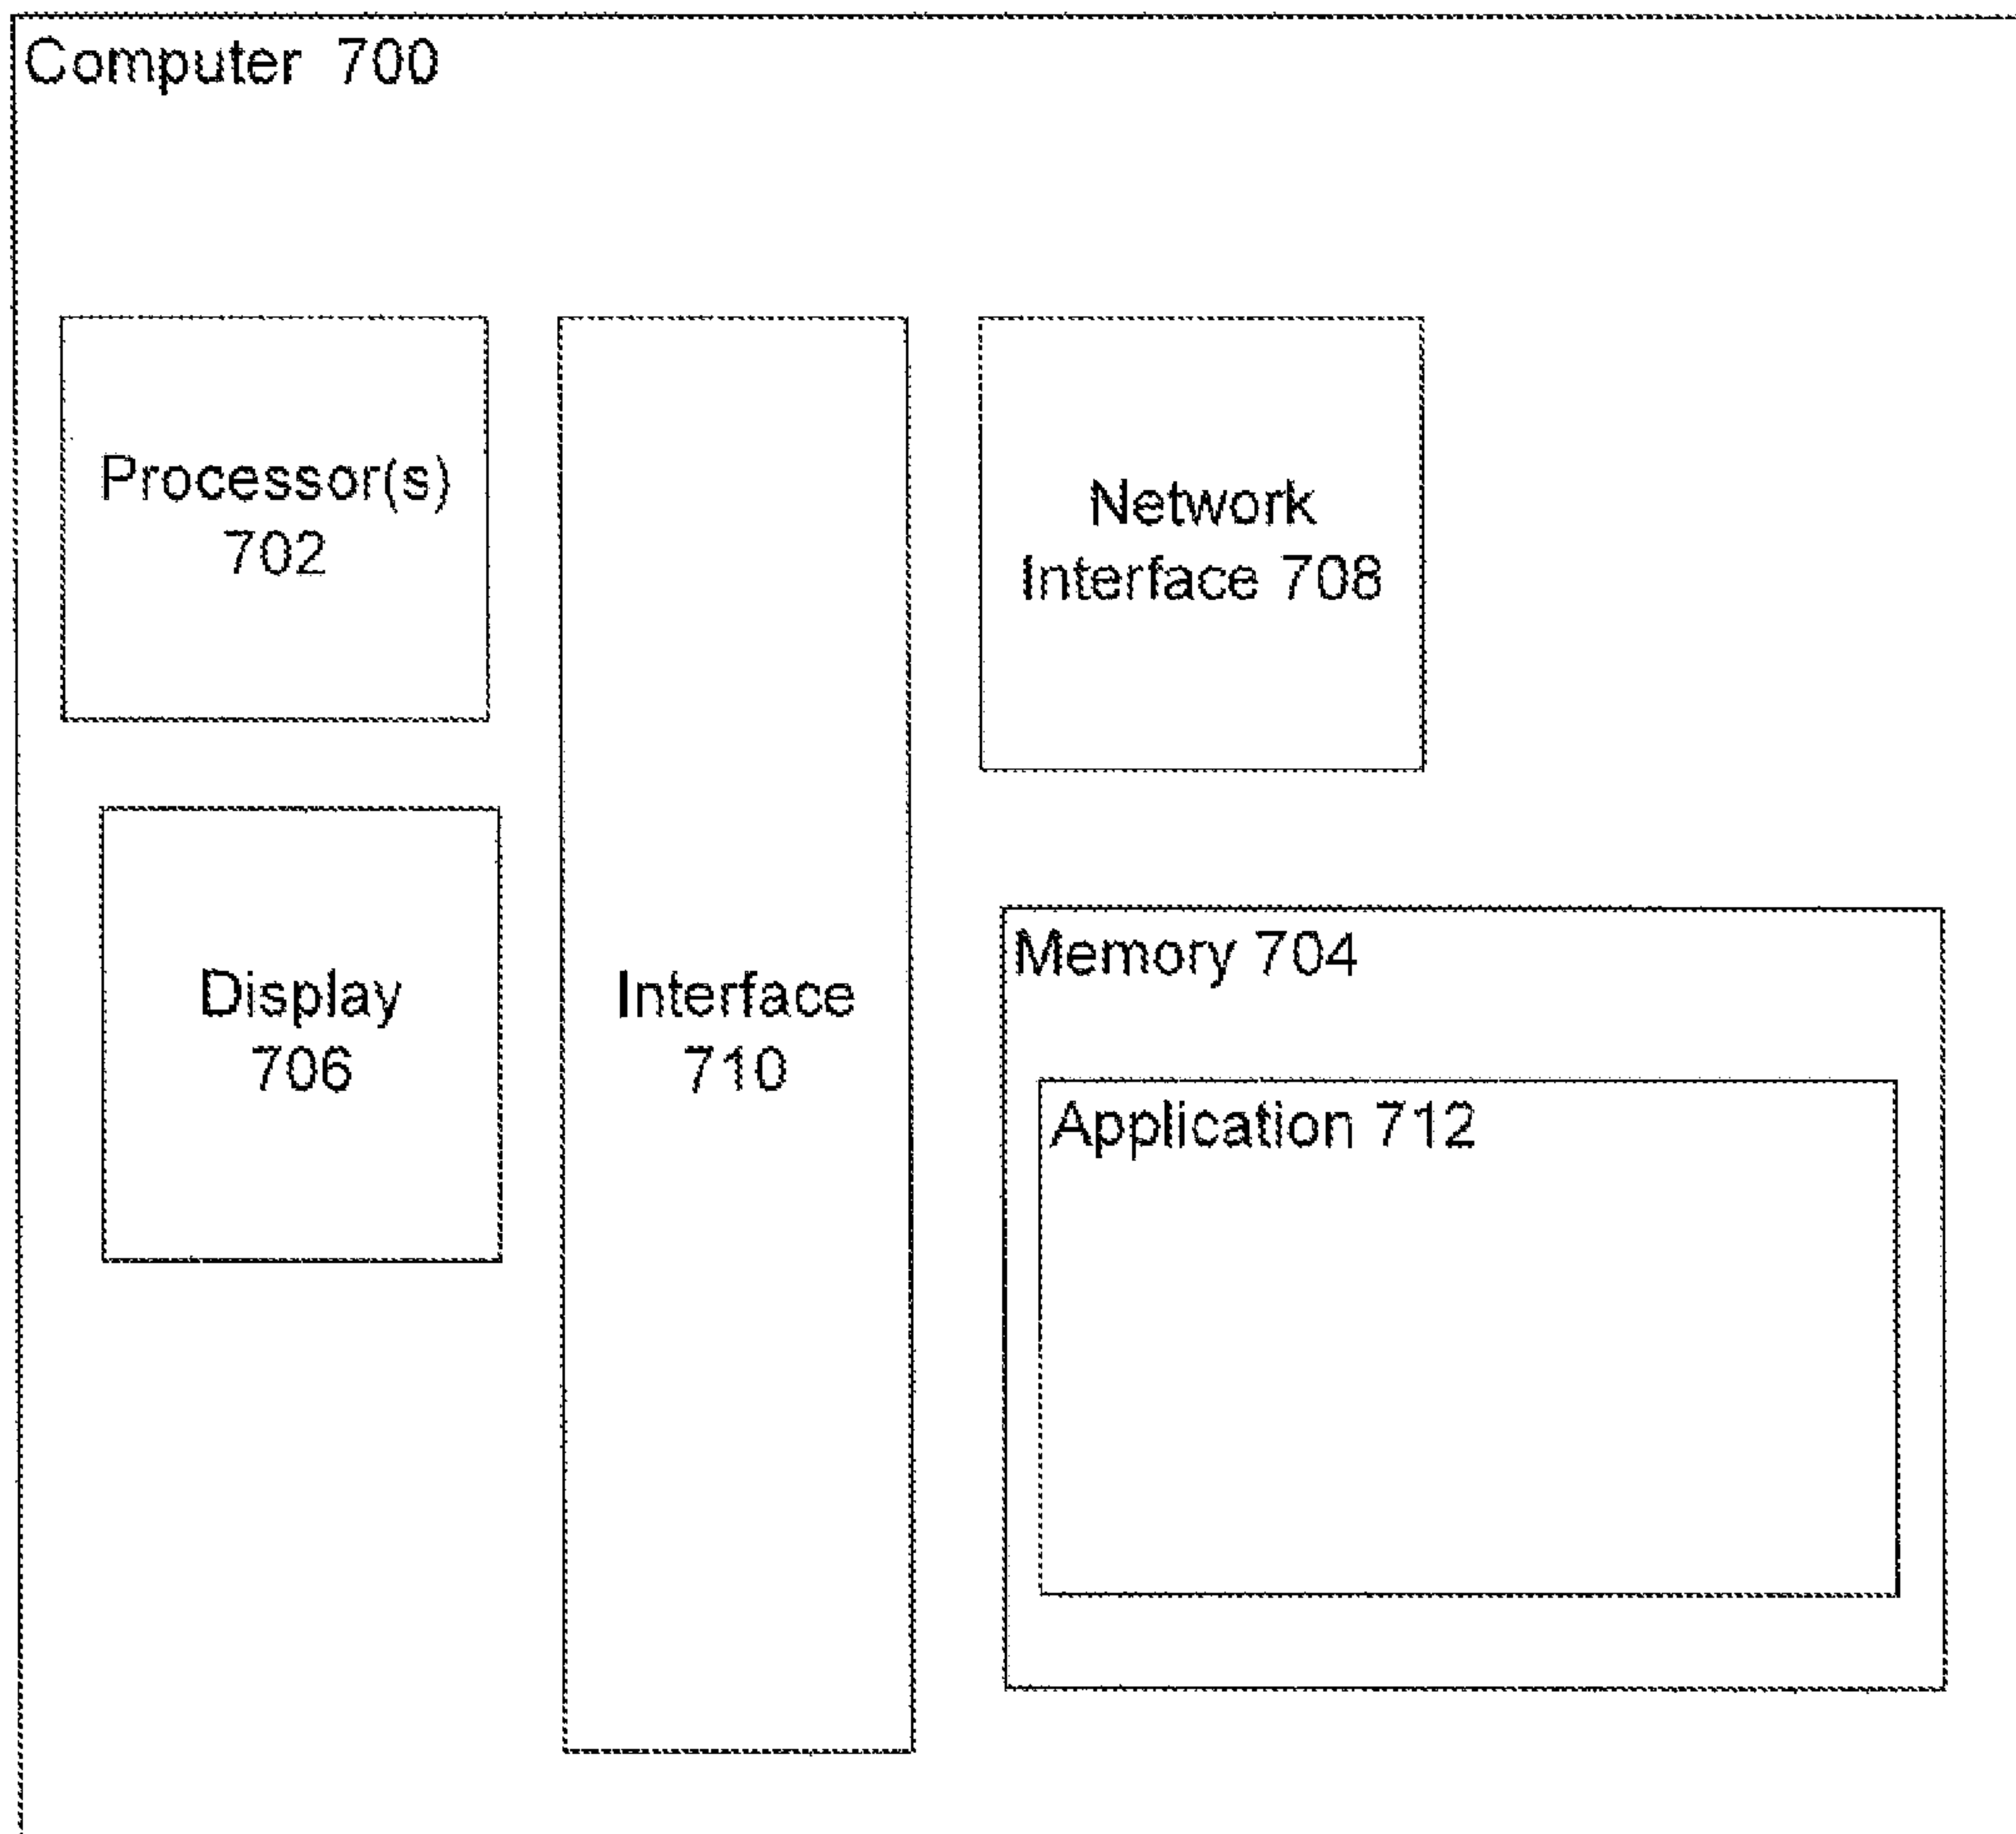 Computer 700
Processor(s)
702
Network
Interface 708
Display
706
Interface
710
Memory 704
Application 712